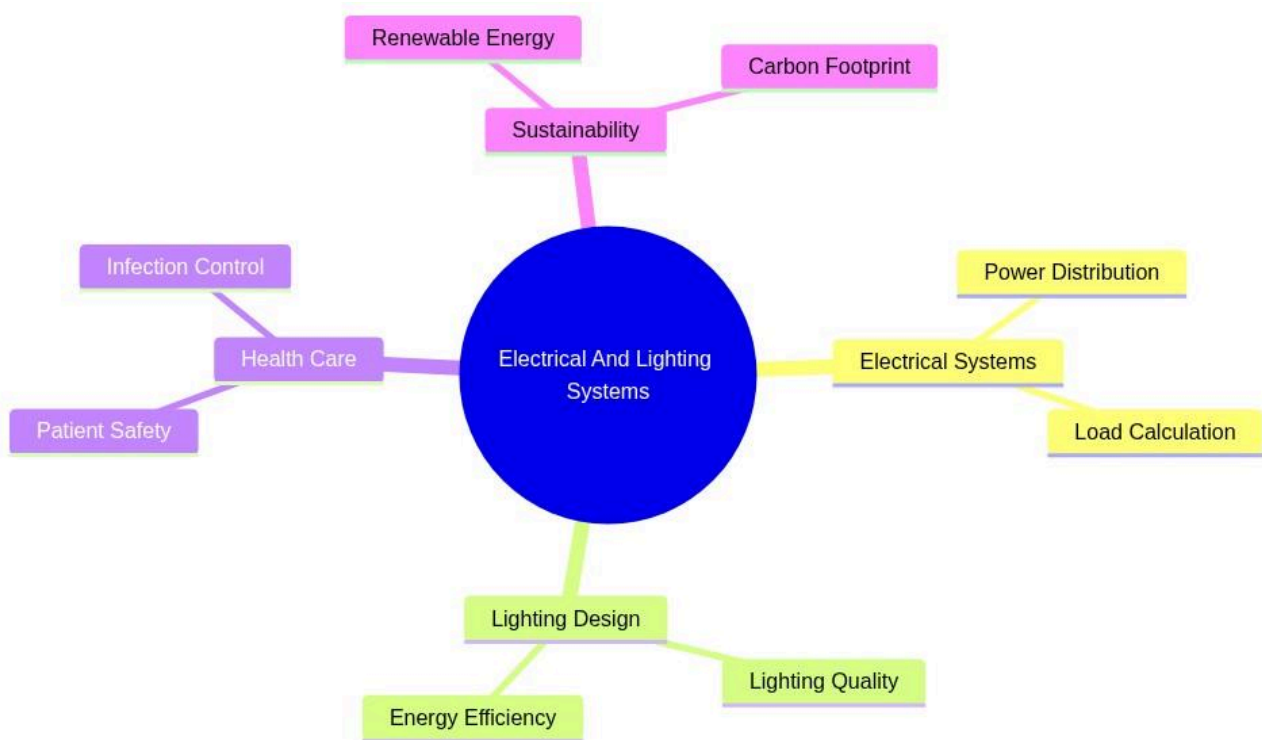 Renewable Energy
Carbon Footprint
Sustainability
Infection Control
Power Distribution
Health Care
Electrical And Lighting
Systems
Electrical Systems
Patient Safety
Load Calculation
Lighting Design
Lighting Quality
Energy Efficiency